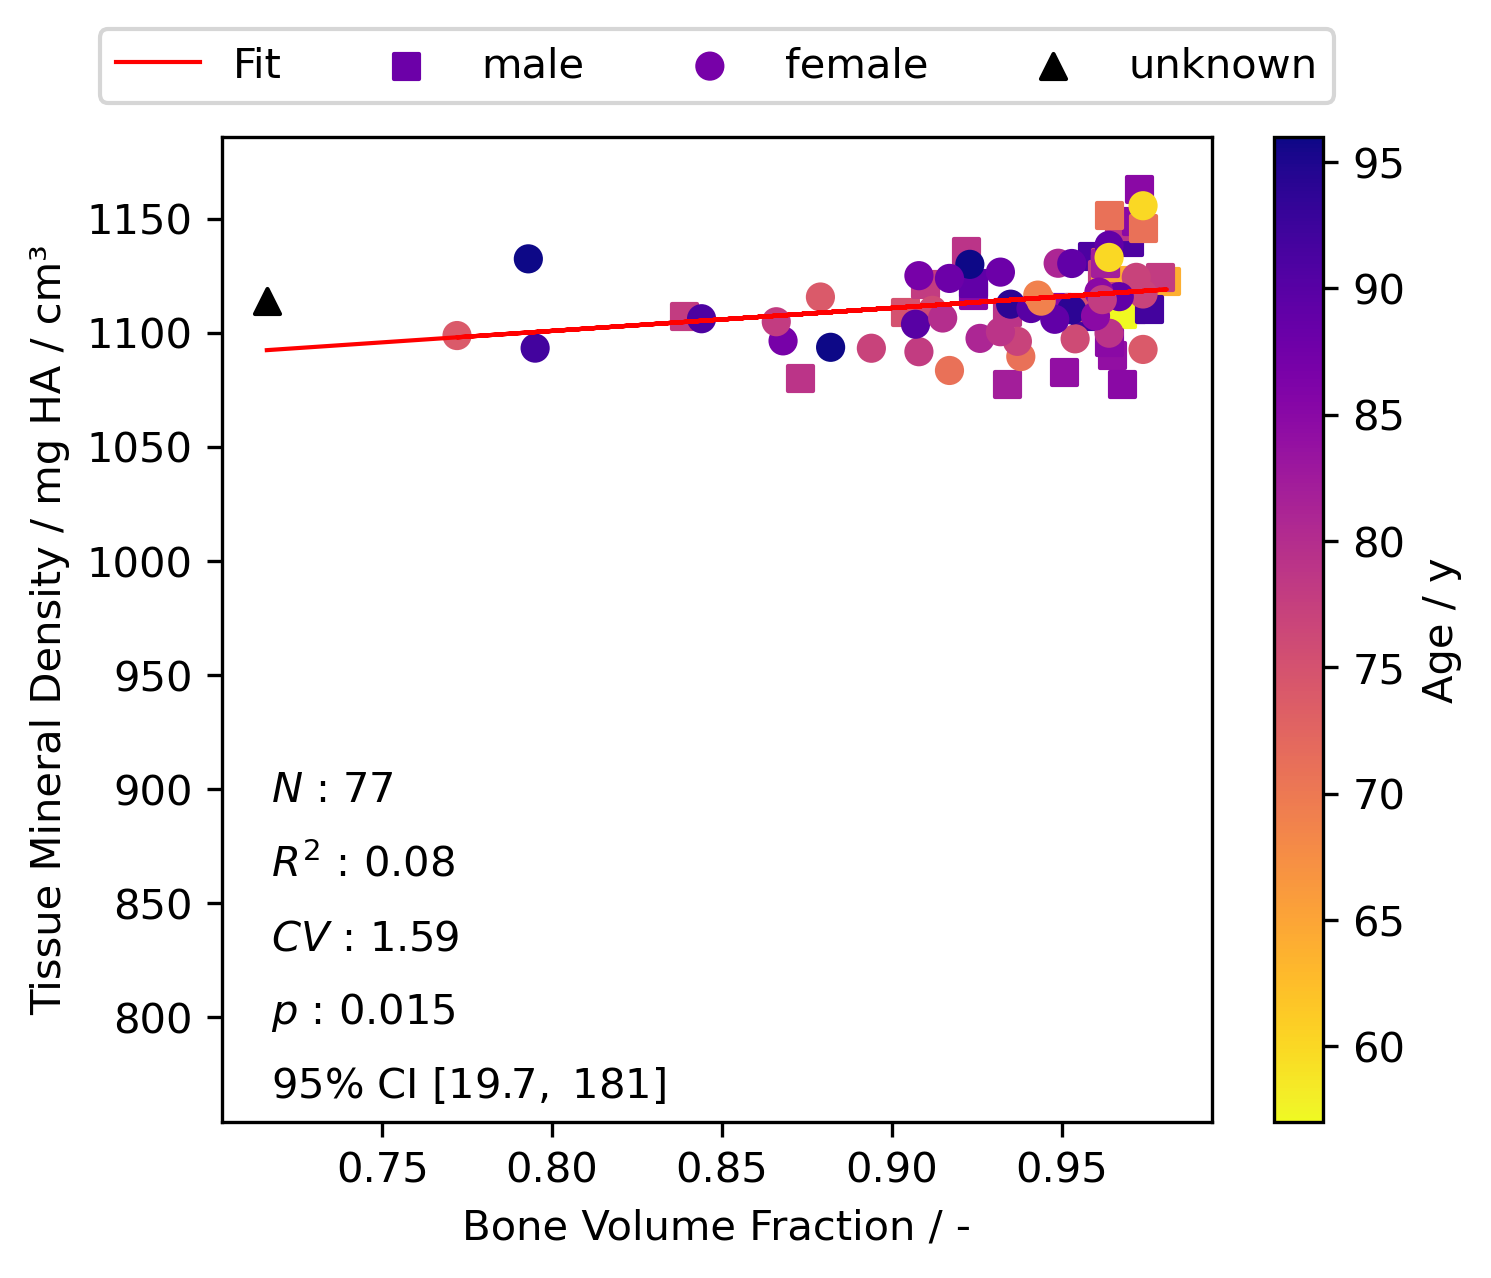 Fit male female unknown
1150
1100
1050
1000
950
900
850
800
Tissue Mineral Density / mg HA / cm³
N : 77
R² : 0.08
CV : 1.59
p : 0.015
95% CI [19.7, 181]
0.75 0.80 0.85 0.90 0.95
Bone Volume Fraction / -
95
90
85
80
75
70
65
60
Age / y